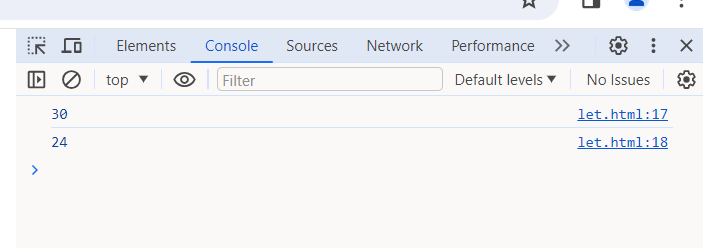 Elements Console Sources Network Performance
top Filter Default levels No Issues
30 let.html:17
24 let.html:18